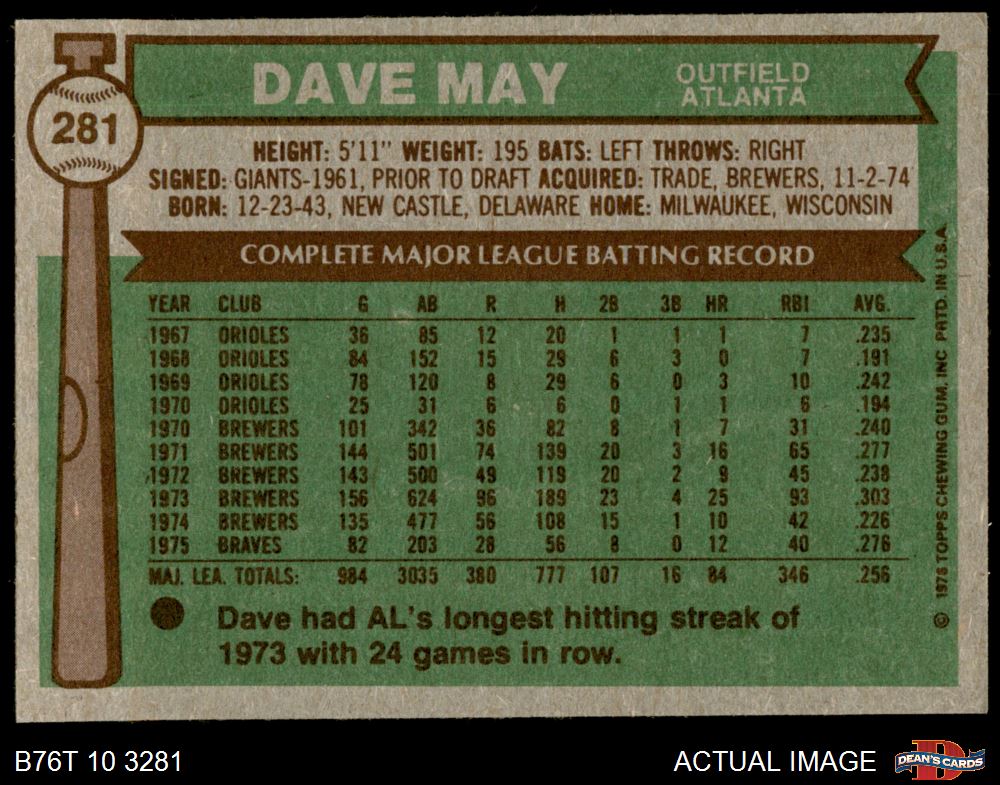 281
DAVE MAY
OUTFIELD
ATLANTA
HEIGHT: 5'11" WEIGHT: 195 BATS: LEFT THROWS: RIGHT
SIGNED: GIANTS-1961, PRIOR TO DRAFT ACQUIRED: TRADE, BREWERS, 11-2-74
BORN: 12-23-43, NEW CASTLE, DELAWARE HOME: MILWAUKEE, WISCONSIN
COMPLETE MAJOR LEAGUE BATTING RECORD
YEAR CLUB G AB R H 2B 3B HR RBI AVG.
1967 ORIOLES 36 85 12 20 1 1 1 7 .235
1968 ORIOLES 84 152 15 29 6 3 0 7 .191
1969 ORIOLES 78 120 8 29 6 0 3 10 .242
1970 ORIOLES 25 31 6 6 0 1 1 6 .194
1970 BREWERS 101 342 36 82 8 1 7 31 .240
1971 BREWERS 144 501 74 139 20 3 16 65 .277
1972 BREWERS 143 500 49 119 20 2 9 45 .238
1973 BREWERS 156 624 96 189 23 4 25 93 .303
1974 BREWERS 135 477 56 108 15 1 10 42 .226
1975 BRAVES 82 203 28 56 8 0 12 40 .276
MAJ. LEA. TOTALS: 984 3035 380 777 107 16 84 346 .256
Dave had AL's longest hitting streak of
1973 with 24 games in row.
© 1976 TOPPS CHEWING GUM, INC PRTD. IN U.S.A.
B76T 10 3281
ACTUAL IMAGE
DEAN'S CARDS